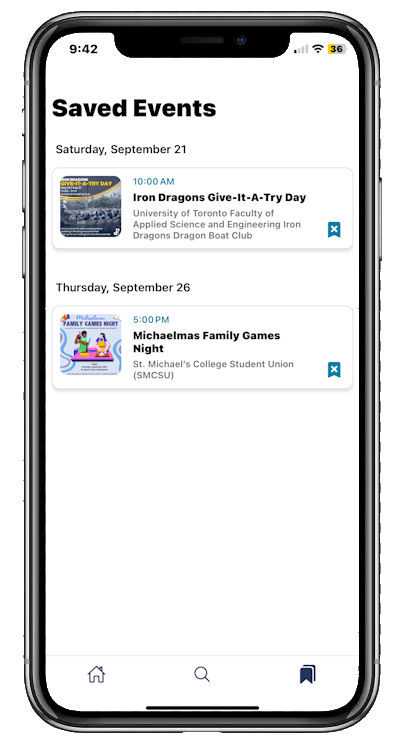 9:42
36
Saved Events
Saturday, September 21
IRON DRAGONS
GIVE-IT-A-TRY DAY
10:00 AM
Iron Dragons Give-It-A-Try Day
University of Toronto Faculty of
Applied Science and Engineering Iron
Dragons Dragon Boat Club
Thursday, September 26
Michaelmas
FAMILY GAMES
NIGHT
5:00 PM
Michaelmas Family Games
Night
St. Michael's College Student Union
(SMCSU)